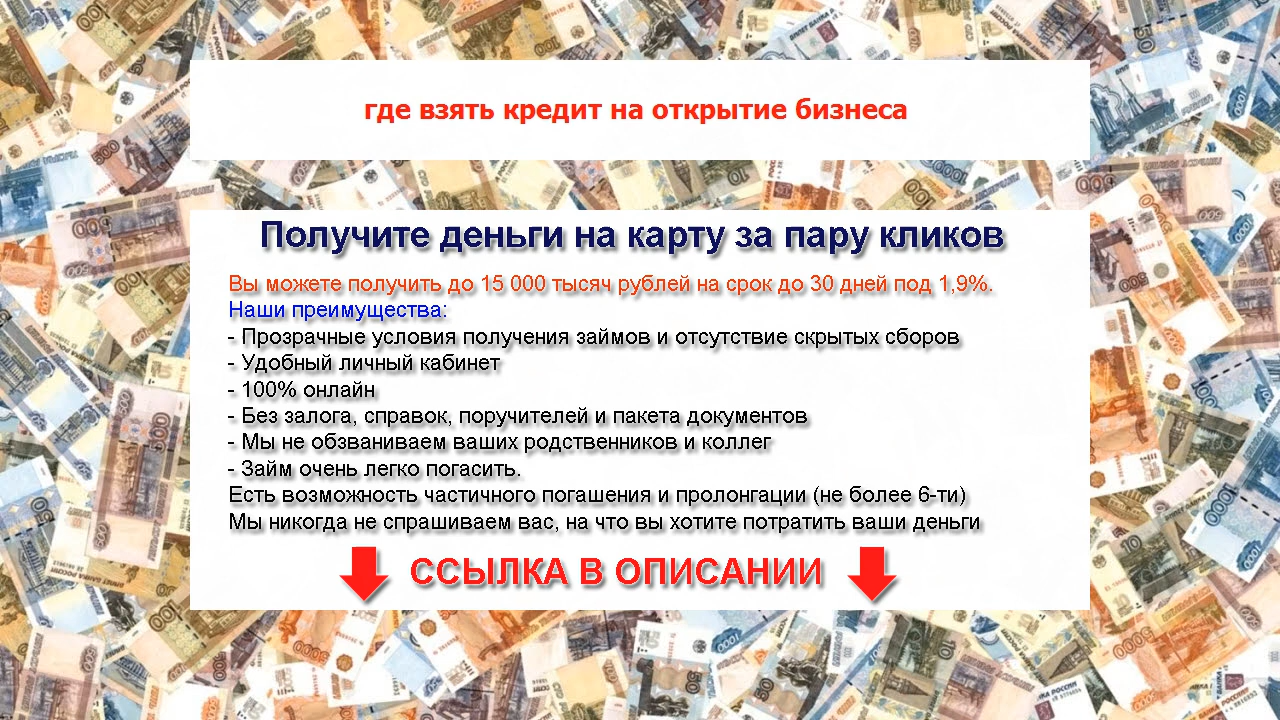 где взять кредит на открытие бизнеса
Получите деньги на карту за пару кликов
Вы можете получить до 15 000 тысяч рублей на срок до 30 дней под 1,9%.
Наши преимущества:
- Прозрачные условия получения займов и отсутствие скрытых сборов
- Удобный личный кабинет
- 100% онлайн
- Без залога, справок, поручителей и пакета документов
- Мы не обзваниваем ваших родственников и коллег
- Займ очень легко погасить.
Есть возможность частичного погашения и пролонгации (не более 6-ти)
Мы никогда не спрашиваем вас, на что вы хотите потратить ваши деньги
ССЫЛКА В ОПИСАНИИ